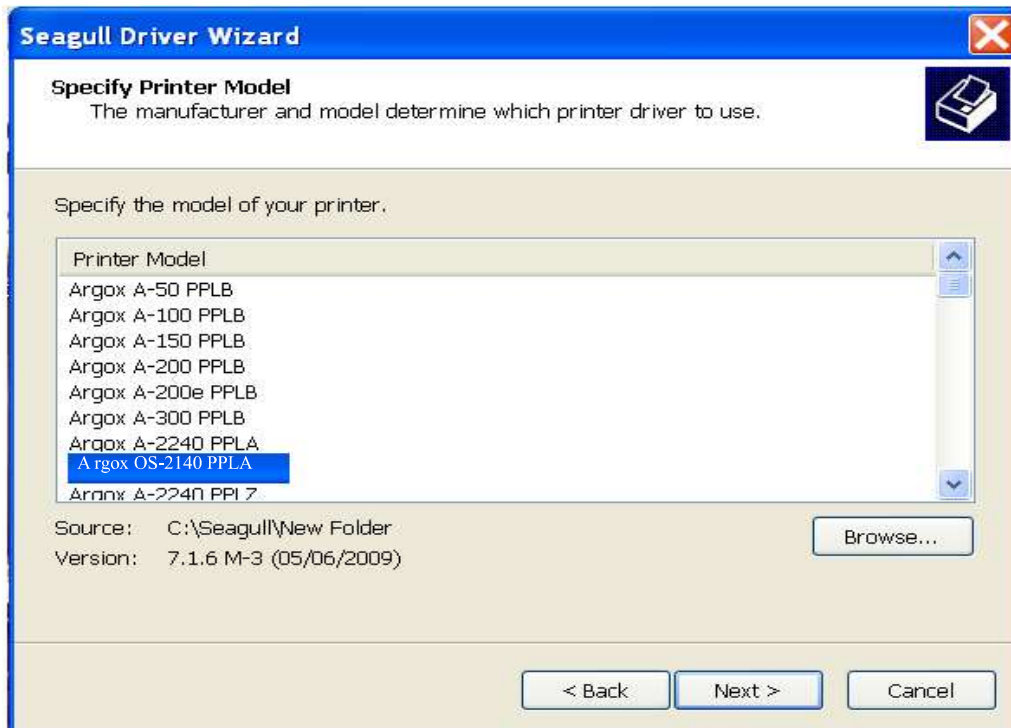 Seagull Driver Wizard
Specify Printer Model
The manufacturer and model determine which printer driver to use.
Specify the model of your printer.
Printer Model
Argox A-50 PPLB
Argox A-100 PPLB
Argox A-150 PPLB
Argox A-200 PPLB
Argox A-200e PPLB
Argox A-300 PPLB
Argox A-2240 PPLA
A rgox OS-2140 PPLA
Argox A-2240 PPLZ
Source: C:\Seagull\New Folder
Browse...
Version: 7.1.6 M-3 (05/06/2009)
< Back Next > Cancel